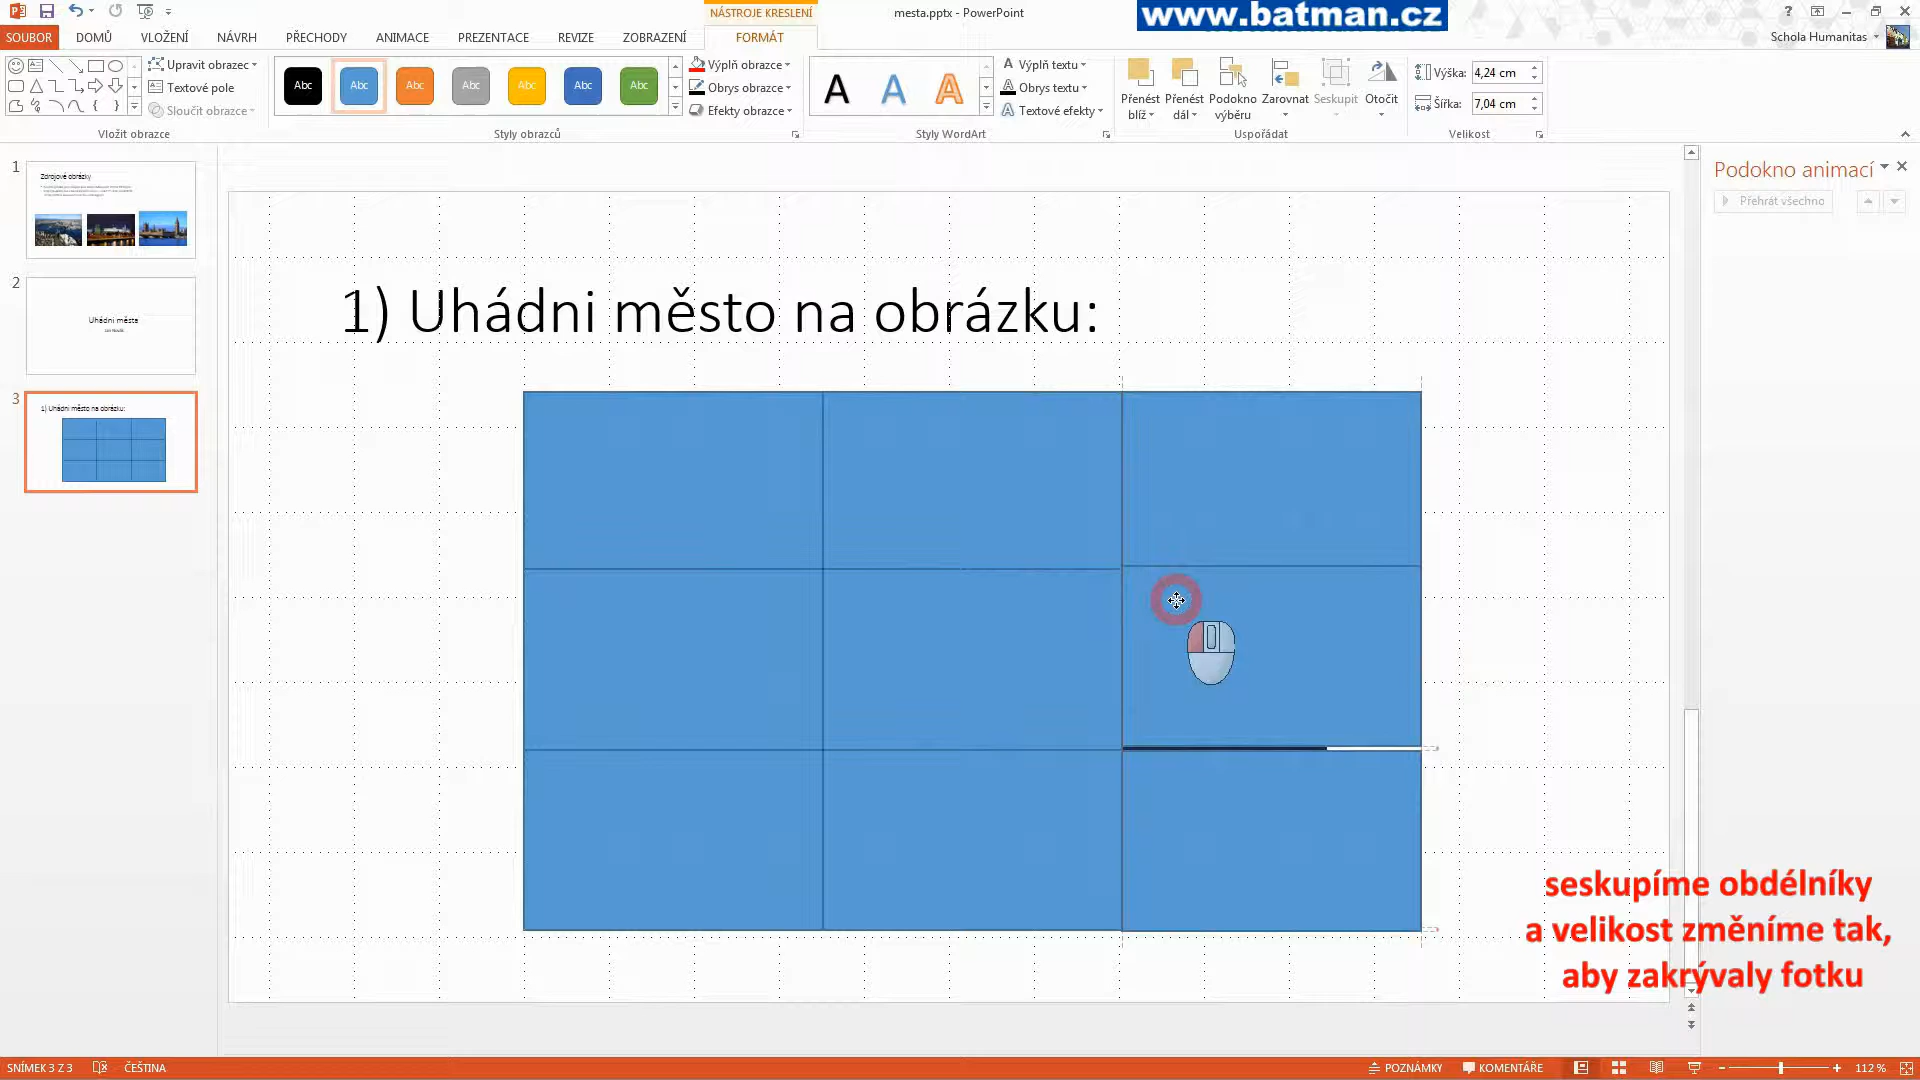 NÁSTROJE KRESLENÍ
mesta.pptx - PowerPoint
www.batman.cz
SOUBOR DOMŮ VLOŽENÍ NÁVRH PŘECHODY ANIMACE PREZENTACE REVIZE ZOBRAZENÍ FORMÁT
Schola Humanitas
Upravit obrazec
Textové pole
Sloučit obrazce
Vložit obrazce
Abc Abc Abc Abc Abc Abc Abc
Styly obrazců
Výplň obrazce
Obrys obrazce
Efekty obrazce
A A A
Styly WordArt
Výplň textu
Obrys textu
Textové efekty
Přenést blíž
Přenést dál
Podokno výběru
Zarovnat
Seskupit
Otočit
Uspořádat
Výška: 4,24 cm
Šířka: 7,04 cm
Velikost
1
Zdrojové obrázky
2
Uhádni města
3
1) Uhádni město na obrázku:
1) Uhádni město na obrázku:
Podokno animací
Přehrát všechno
seskupíme obdélníky
a velikost změníme tak,
aby zakrývaly fotku
SNÍMEK 3 Z 3
ČEŠTINA
POZNÁMKY
KOMENTÁŘE
112 %